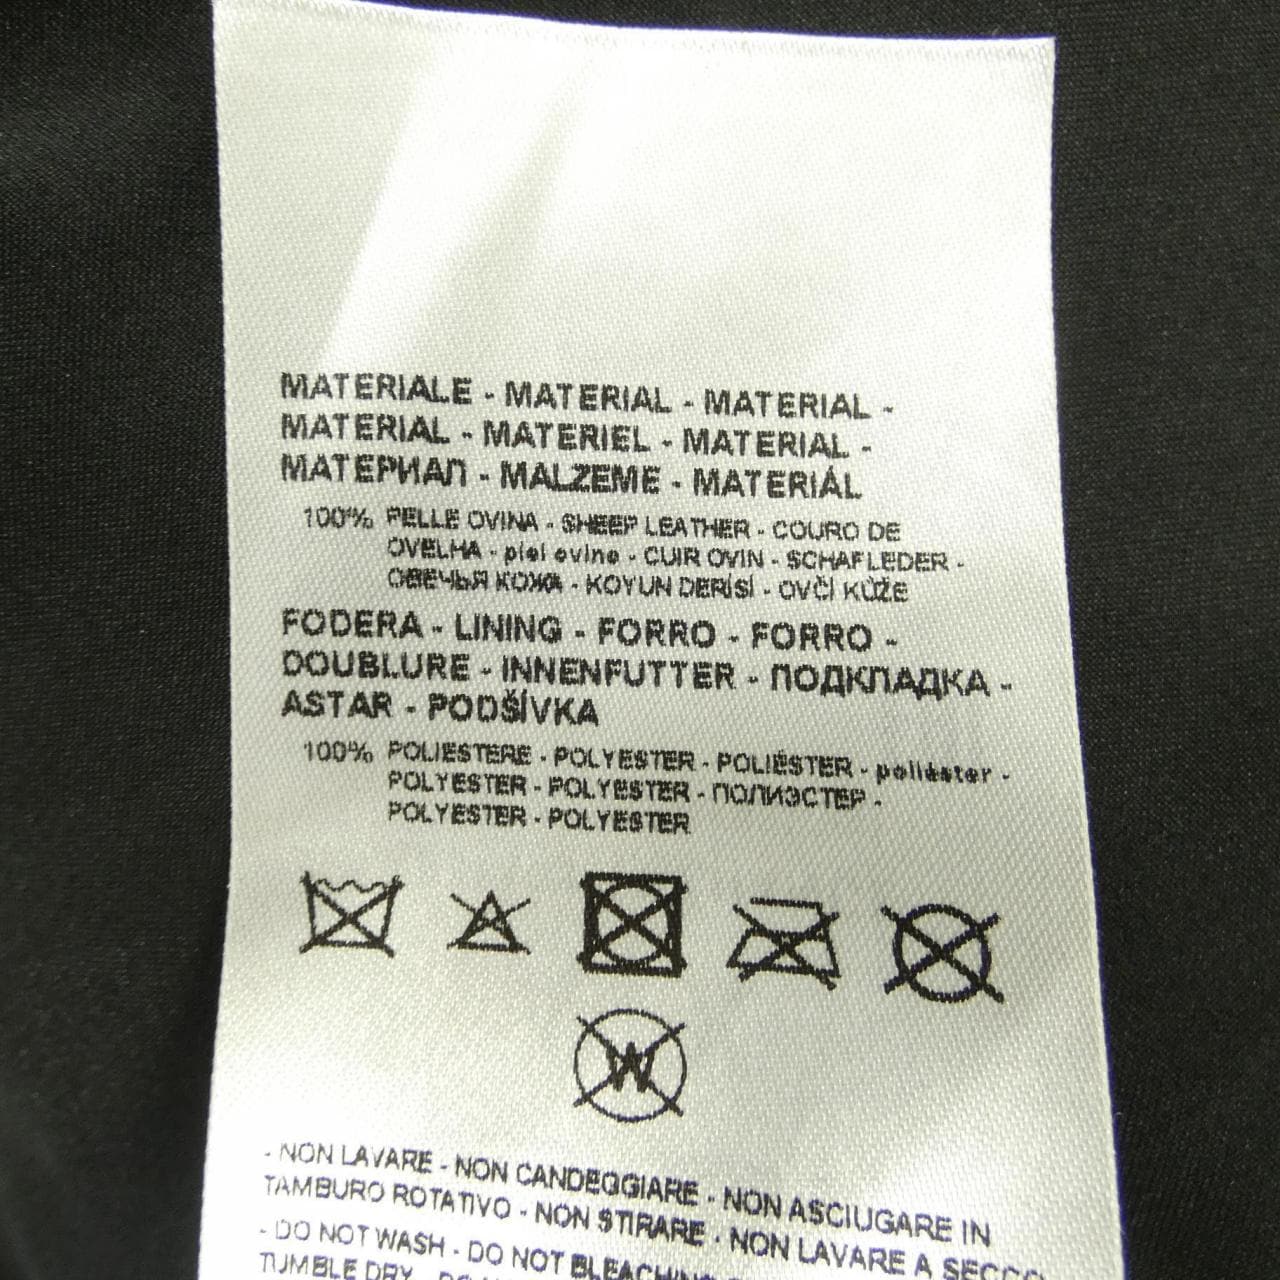 MATERIALE - MATERIAL - MATERIAL -
MATERIAL - MATERIEL - MATERIAL -
МАТЕРИАЛ - MALZEME - MATERIÁL
100% PELLE OVINA - SHEEP LEATHER - COURO DE
OVELHA - piel ovino - CUIR OVIN - SCHAFLEDER -
ОВЕЧЬЯ КОЖА - KOYUN DERİSİ - OVČÍ KŮŽE
FODERA - LINING - FORRO - FORRO -
DOUBLURE - INNENFUTTER - ПОДКЛАДКА -
ASTAR - PODŠÍVKA
100% POLIESTERE - POLYESTER - POLIÉSTER - poliéster -
POLYESTER - POLYESTER - ПОЛИЭСТЕР -
POLYESTER - POLYESTER
W
- NON LAVARE - NON CANDEGGIARE - NON ASCIUGARE IN
TAMBURO ROTATIVO - NON STIRARE - NON LAVARE A SECCO
- DO NOT WASH - DO NOT
TUMBLE DRY